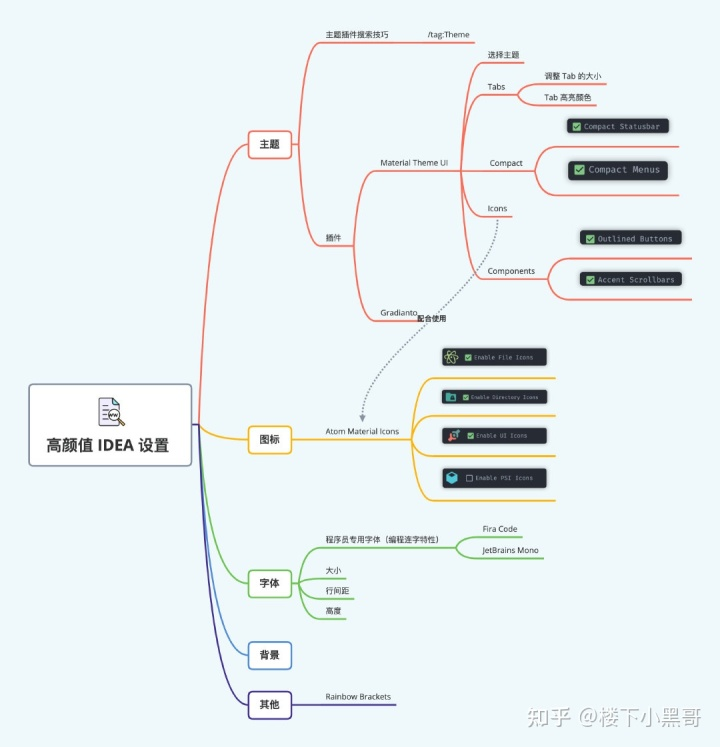 主题插件搜索技巧
/tag:Theme
选择主题
Tabs
调整 Tab 的大小
Tab 高亮颜色
Compact Statusbar
主题
Material Theme UI
Compact
Compact Menus
Icons
插件
Outlined Buttons
Components
Accent Scrollbars
Gradianto
配合使用
Enable File Icons
Enable Directory Icons
高颜值 IDEA 设置
图标
Atom Material Icons
Enable UI Icons
Enable PSI Icons
程序员专用字体（编程连字特性）
Fira Code
JetBrains Mono
字体
大小
行间距
高度
背景
其他
Rainbow Brackets
知乎 @楼下小黑哥